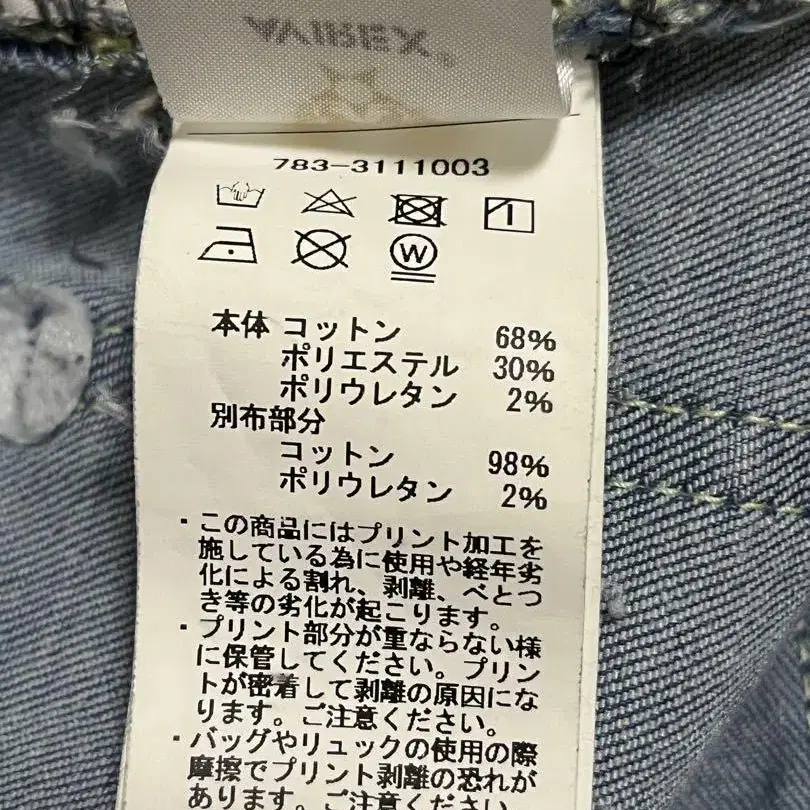 AVIREX®
783-3111003
W
本体 コットン 68%
ポリエステル 30%
ポリウレタン 2%
別布部分
コットン 98%
ポリウレタン 2%
・この商品にはプリント加工を
施している為に使用や経年劣
化による割れ、剥離、べとつ
き等の劣化が起こります。
・プリント部分が重ならない様
に保管してください。プリン
トが密着して剥離の原因にな
ります。ご注意ください。
・バッグやリュックの使用の際
摩擦でプリント剥離の恐れが
あります。ご注意ください。